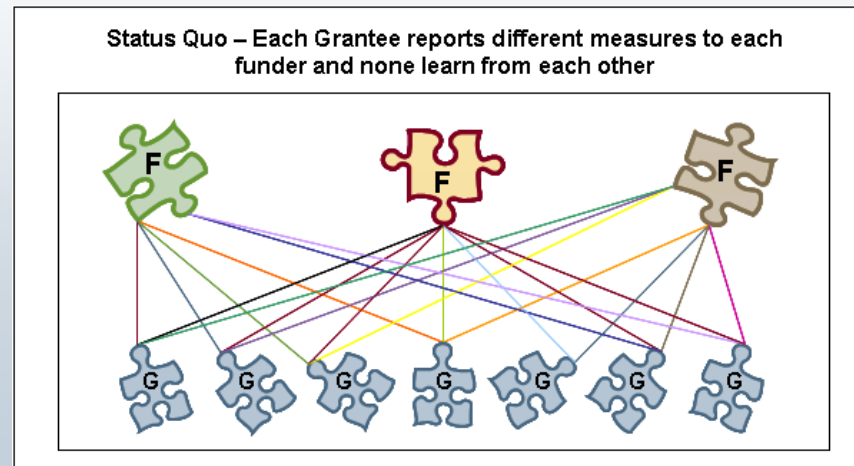 Status Quo – Each Grantee reports different measures to each
funder and none learn from each other
F
F
F
G
G
G
G
G
G
G